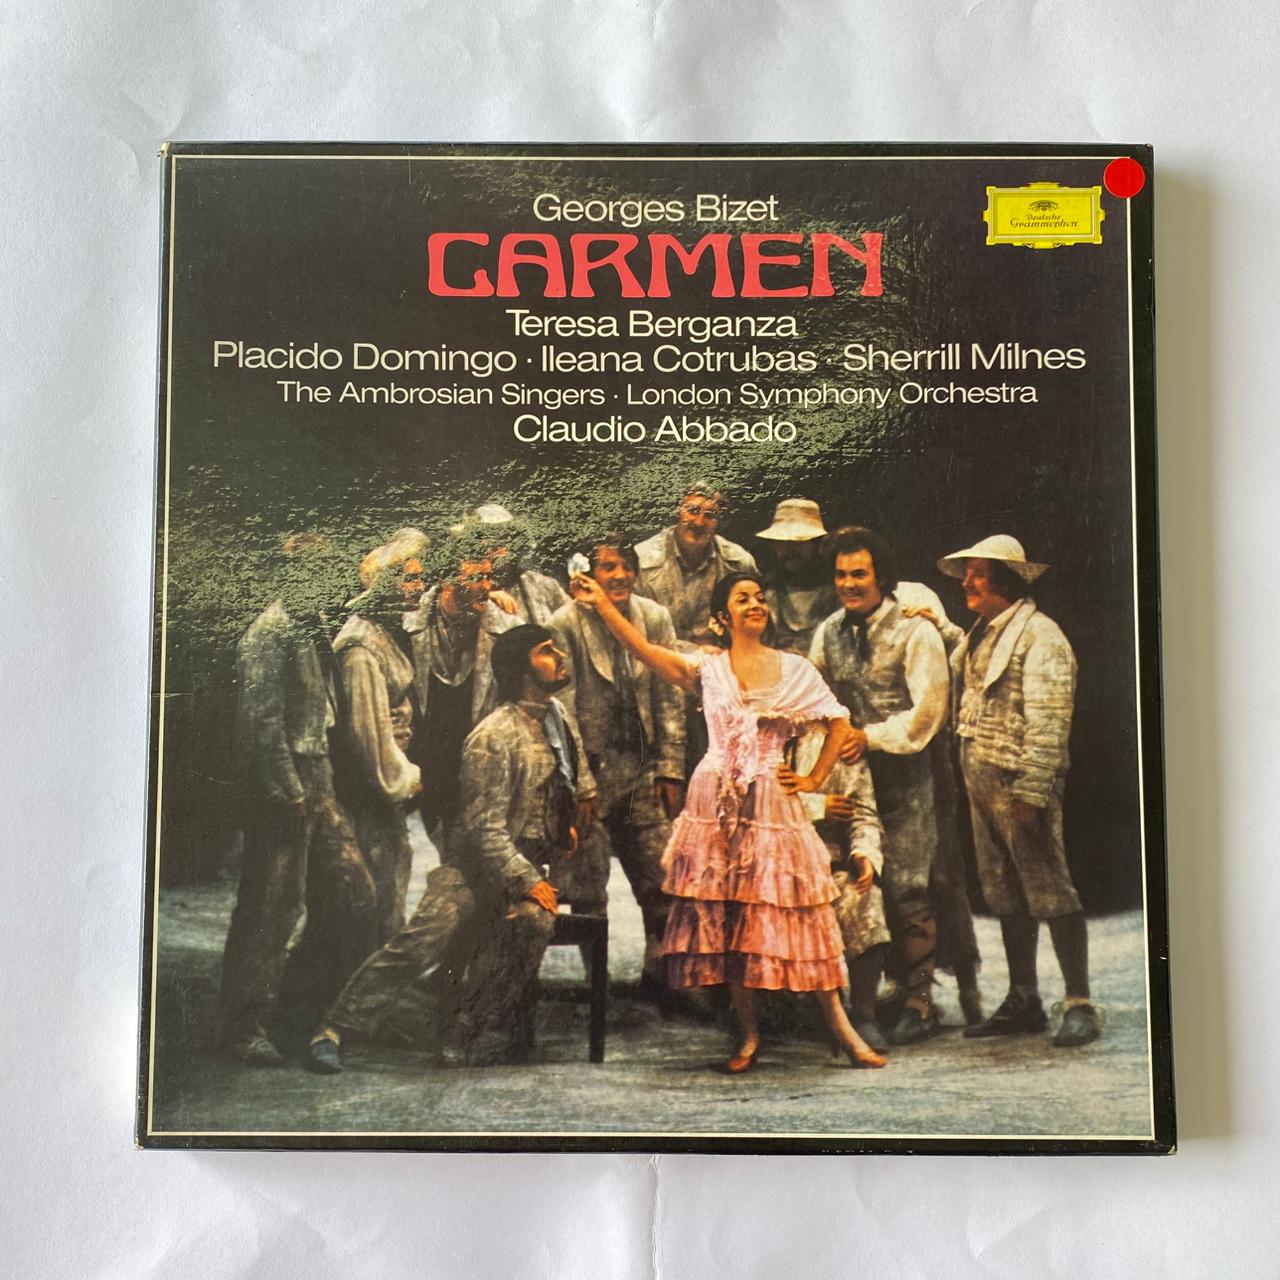 Georges Bizet
CARMEN
Deutsche
Grammophon
Teresa Berganza
Placido Domingo · Ileana Cotrubas · Sherrill Milnes
The Ambrosian Singers · London Symphony Orchestra
Claudio Abbado